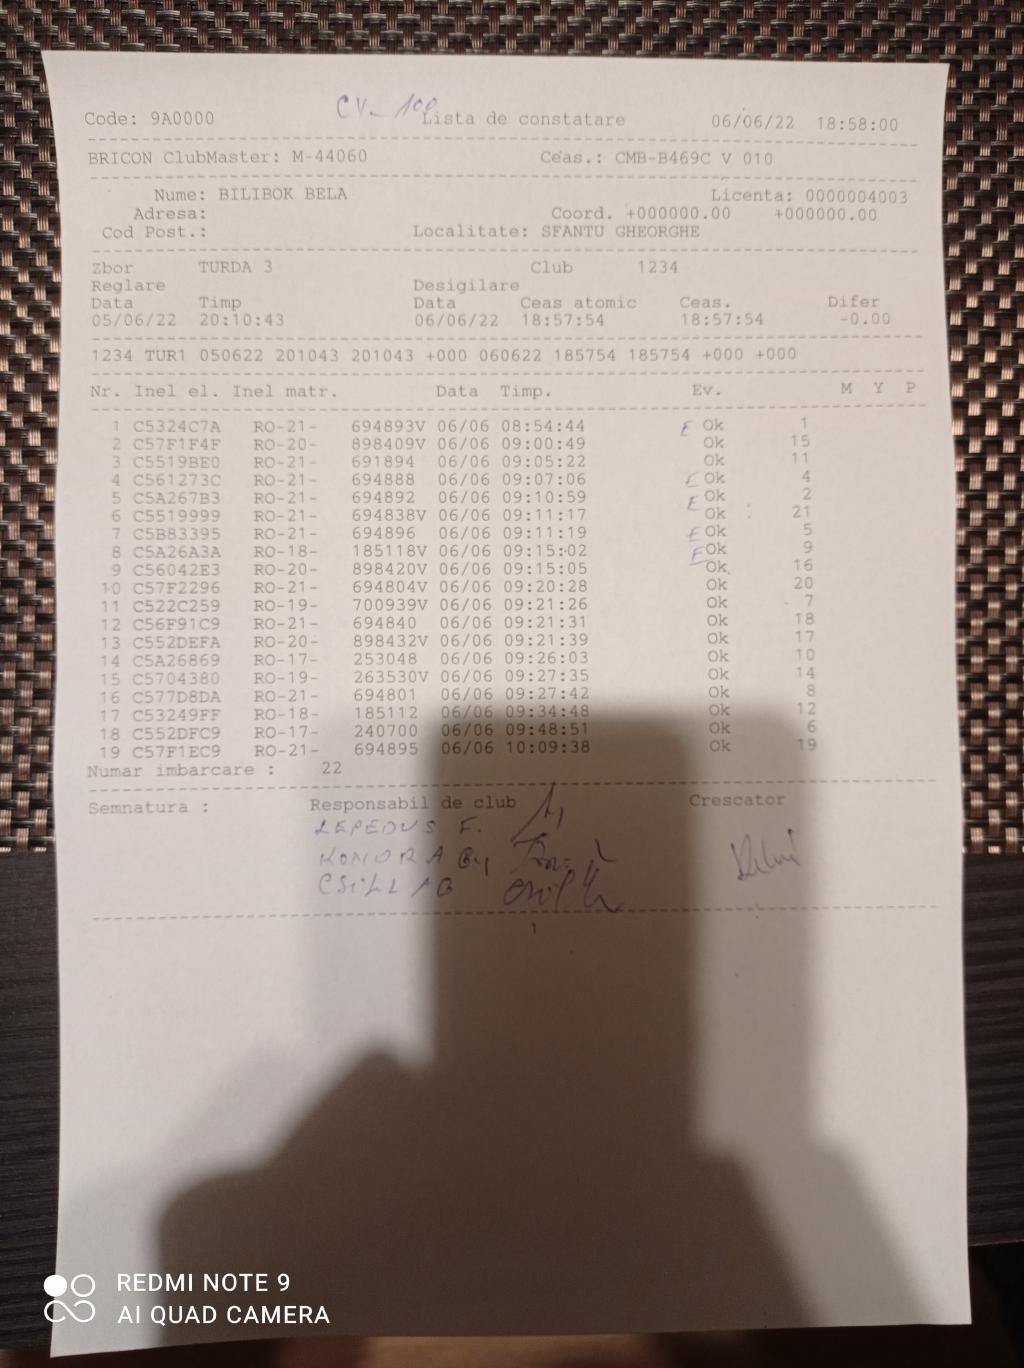 CV-100
Code: 9A0000 Lista de constatare 06/06/22 18:58:00
BRICON ClubMaster: M-44060 Ceas.: CMB-B469C V 010
Nume: BILIBOK BELA Licenta: 0000004003
Adresa: Coord. +000000.00 +000000.00
Cod Post.: Localitate: SFANTU GHEORGHE
Zbor TURDA 3 Club 1234
Reglare Desigilare
Data Timp Data Ceas atomic Ceas. Difer
05/06/22 20:10:43 06/06/22 18:57:54 18:57:54 -0.00
1234 TUR1 050622 201043 201043 +000 060622 185754 185754 +000 +000
Nr. Inel el. Inel matr. Data Timp. Ev. M Y P
1 C5324C7A RO-21- 694893V 06/06 08:54:44 E Ok 1
2 C57F1F4F RO-20- 898409V 06/06 09:00:49 Ok 15
3 C5519BE0 RO-21- 691894 06/06 09:05:22 Ok 11
4 C561273C RO-21- 694888 06/06 09:07:06 E Ok 4
5 C5A267B3 RO-21- 694892 06/06 09:10:59 E Ok 2
6 C5519999 RO-21- 694838V 06/06 09:11:17 Ok 21
7 C5B83395 RO-21- 694896 06/06 09:11:19 E Ok 5
8 C5A26A3A RO-18- 185118V 06/06 09:15:02 E Ok 9
9 C56042E3 RO-20- 898420V 06/06 09:15:05 Ok 16
10 C57F2296 RO-21- 694804V 06/06 09:20:28 Ok 20
11 C522C259 RO-19- 700939V 06/06 09:21:26 Ok 7
12 C56F91C9 RO-21- 694840 06/06 09:21:31 Ok 18
13 C552DEFA RO-20- 898432V 06/06 09:21:39 Ok 17
14 C5A26869 RO-17- 253048 06/06 09:26:03 Ok 10
15 C5704380 RO-19- 263530V 06/06 09:27:35 Ok 14
16 C577D8DA RO-21- 694801 06/06 09:27:42 Ok 8
17 C53249FF RO-18- 185112 06/06 09:34:48 Ok 12
18 C552DFC9 RO-17- 240700 06/06 09:48:51 Ok 6
19 C57F1EC9 RO-21- 694895 06/06 10:09:38 Ok 19
Numar imbarcare : 22
Semnatura : Responsabil de club Crescator
LEPEDUS F.
KOMORA Gy
CSILLAG
1
REDMI NOTE 9
AI QUAD CAMERA